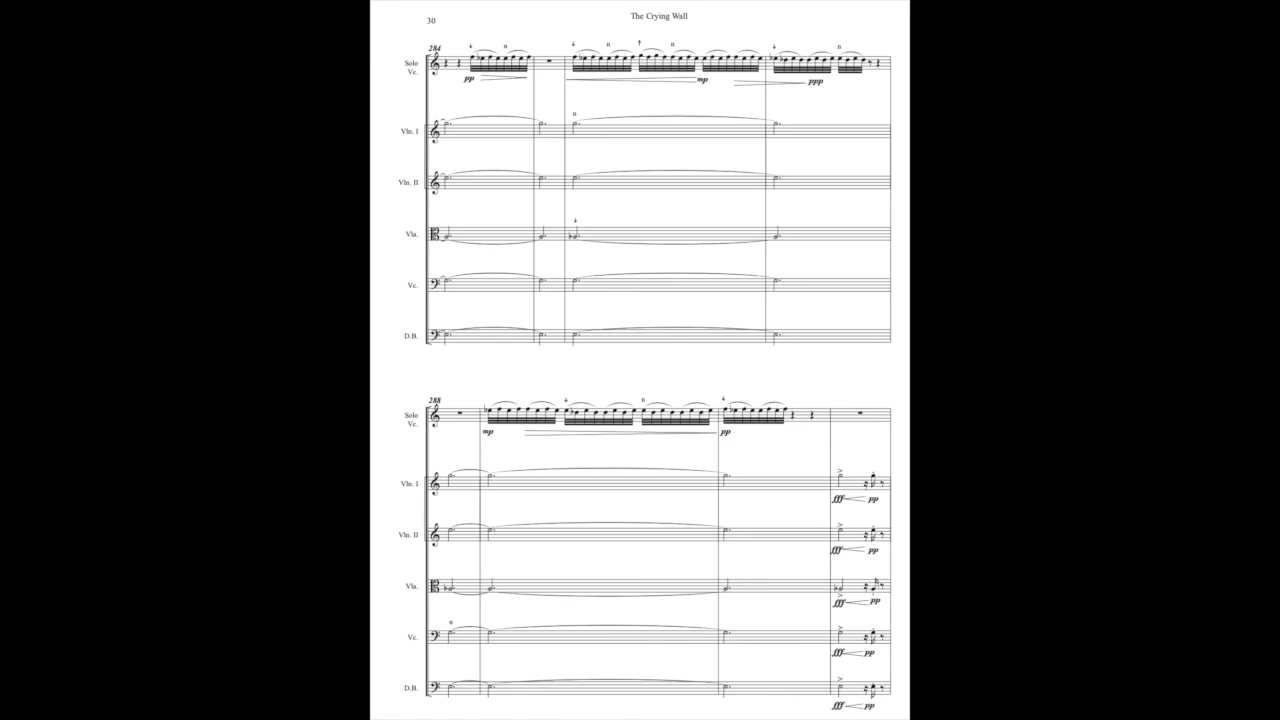 The Crying Wall
30
284
n
Solo
Vc.
pp
mp
ppp
n
n
n
n
Vln. I
Vln. II
Vla.
Vc.
D.B.
288
n
Solo
Vc.
mp
pp
Vln. I
fff pp
Vln. II
fff pp
Vla.
fff pp
n
Vc.
fff pp
D.B.
fff pp